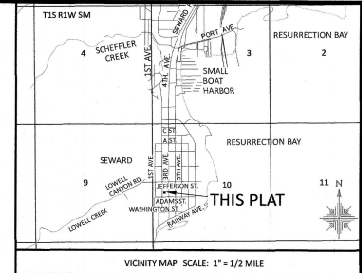 T1S R1W SM
SEWARD H
PORT AVE.
RESURRECTION BAY
4
SCHEFFLER
CREEK
1ST AVE.
4TH. AVE.
3
2
SMALL
BOAT
HARBOR
C ST.
A ST.
RESURRECTION BAY
SEWARD
1ST AVE.
3RD AVE.
LOWELL
CANYON RD.
JEFFERSON ST.
9
10
11
N
ADAMS ST.
THIS PLAT
WASHINGTON ST.
RAILWAY AVE.
LOWELL CREEK
VICINITY MAP SCALE: 1" = 1/2 MILE